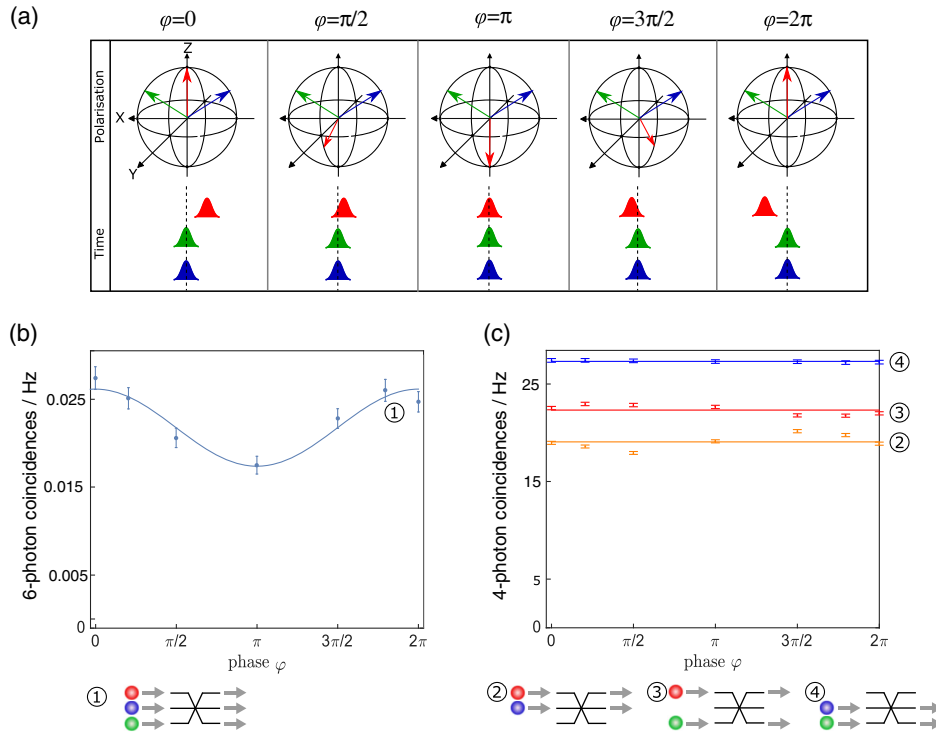 (a)
φ=0 φ=π/2 φ=π φ=3π/2 φ=2π
Polarisation
Z
X
Y
Time
(b)
6-photon coincidences / Hz
0.025
0.015
0.005
0
0 π/2 π 3π/2 2π
phase φ
①
①
(c)
4-photon coincidences / Hz
25
15
5
0
0 π/2 π 3π/2 2π
phase φ
④
③
②
② ③ ④